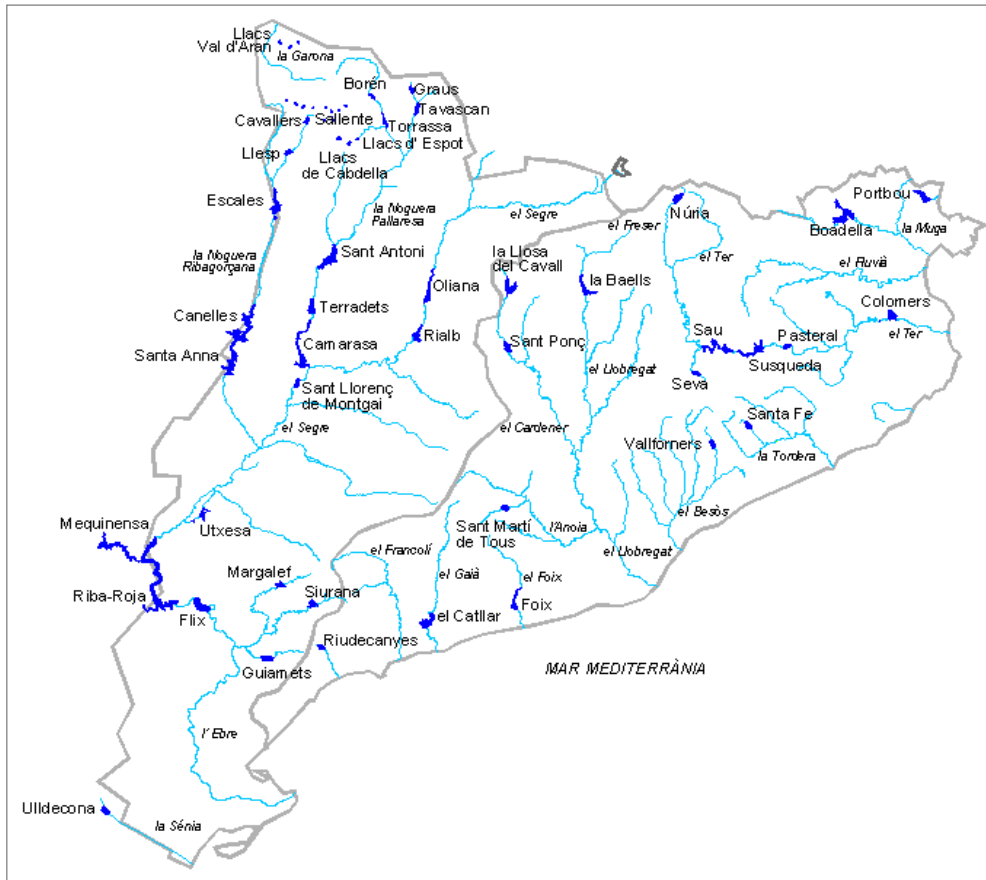 Llacs
Val d'Aran
la Garona
Borén
Graus
Tavascan
Cavallers
Sallente
Torrassa
Llacs d' Espot
Llesp
Llacs
de Cabdella
Escales
la Noguera
Pallaresa
el Segre
Núria
Portbou
Boadella
la Muga
el Freser
Sant Antoni
la Llosa
del Cavall
el Ter
el Fluvià
la Noguera
Ribagorçana
Oliana
la Baells
Colomers
Terradets
Canelles
Sau
Pasteral
el Ter
Rialb
Sant Ponç
Camarasa
Santa Anna
el Llobregat
Susqueda
Seva
Sant Llorenç
de Montgai
Santa Fe
el Segre
el Cardener
Vallforners
la Tordera
Mequinensa
Utxesa
Sant Martí
de Tous
l'Anoia
el Besòs
el Francolí
el Llobregat
Margalef
el Gaià
el Foix
Riba-Roja
Siurana
Flix
el Catllar
Foix
Riudecanyes
Guiamets
MAR MEDITERRÀNIA
l' Ebre
Ulldecona
la Sénia